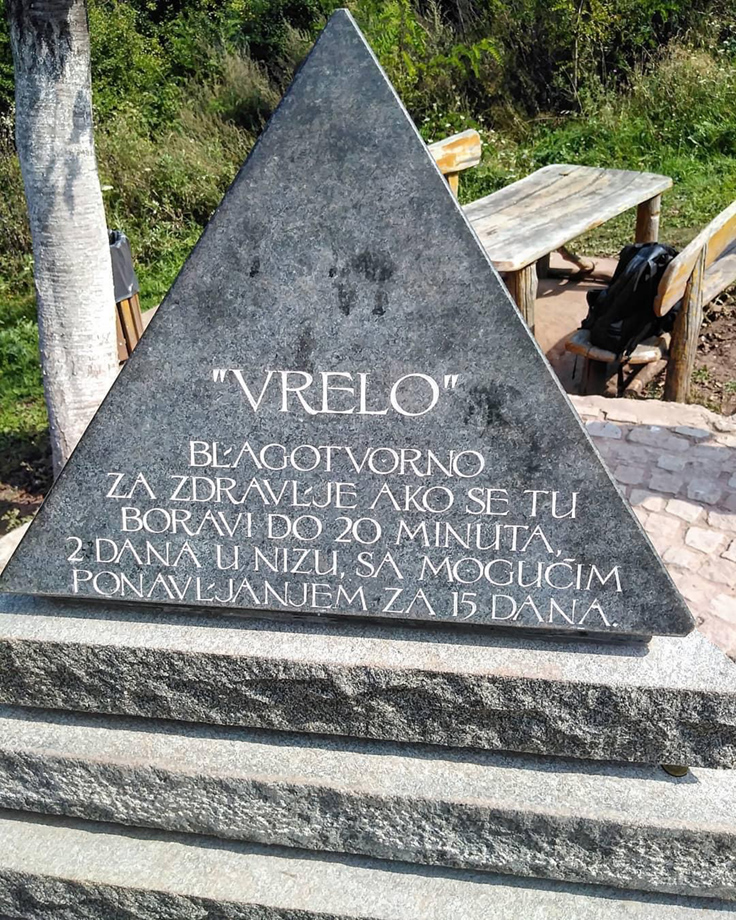 "VRELO"
BLAGOTVORNO
ZA ZDRAVLJE AKO SE TU
BORAVI DO 20 MINUTA,
2 DANA U NIZU, SA MOGUĆIM
PONAVLJANJEM ZA 15 DANA.